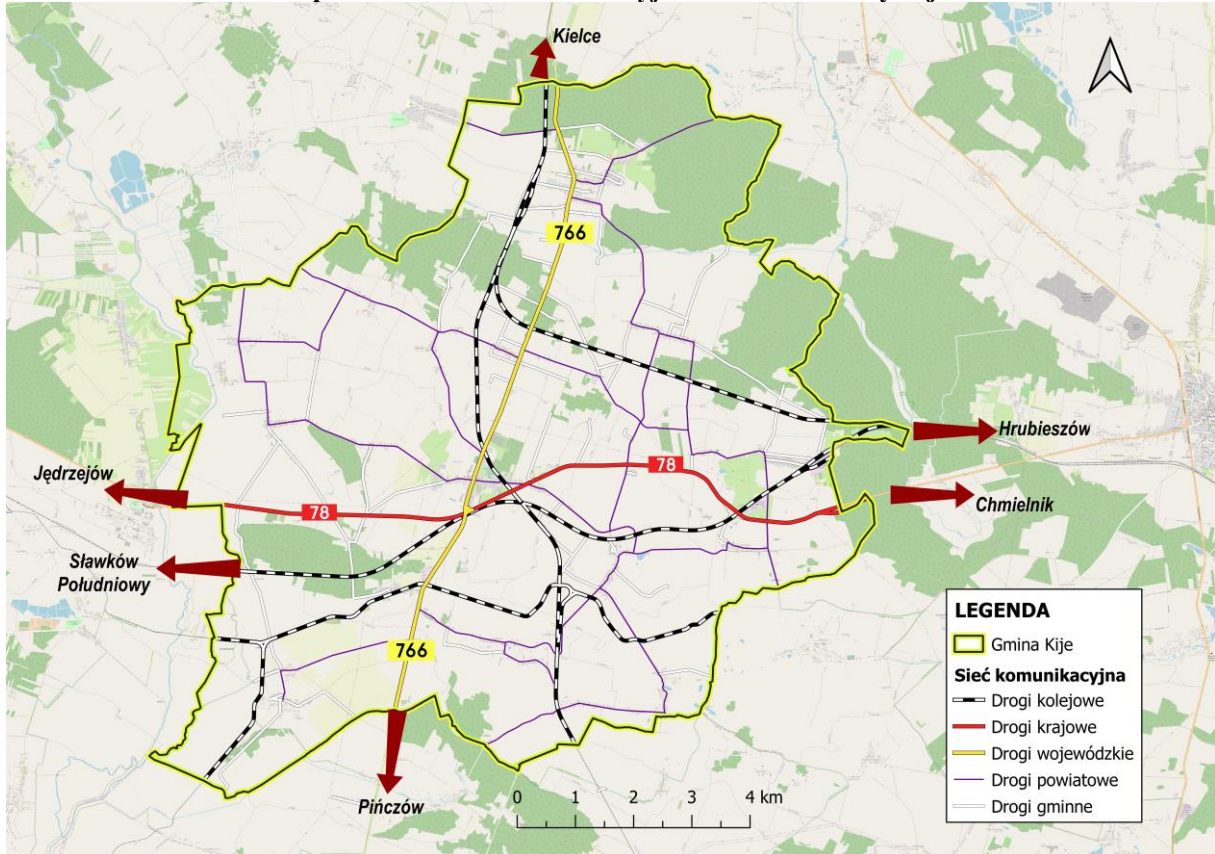 Kielce
766
Hrubieszów
Jędrzejów
78
78
Chmielnik
Sławków
Południowy
766
Pińczów
0 1 2 3 4 km
LEGENDA
Gmina Kije
Sieć komunikacyjna
Drogi kolejowe
Drogi krajowe
Drogi wojewódzkie
Drogi powiatowe
Drogi gminne